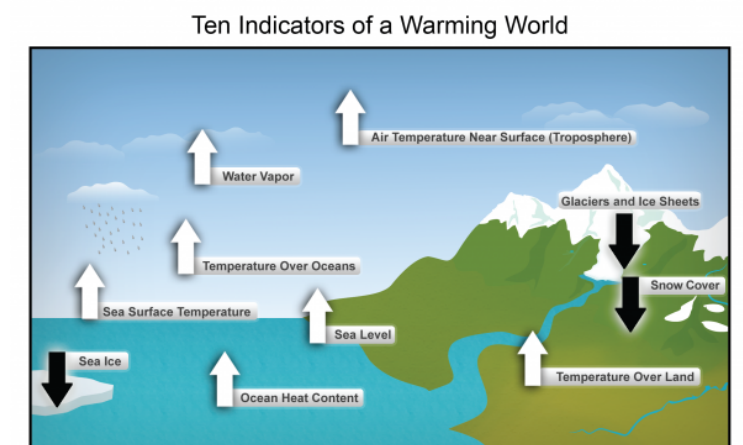 Ten Indicators of a Warming World
Air Temperature Near Surface (Troposphere)
Water Vapor
Glaciers and Ice Sheets
Temperature Over Oceans
Snow Cover
Sea Surface Temperature
Sea Level
Sea Ice
Temperature Over Land
Ocean Heat Content